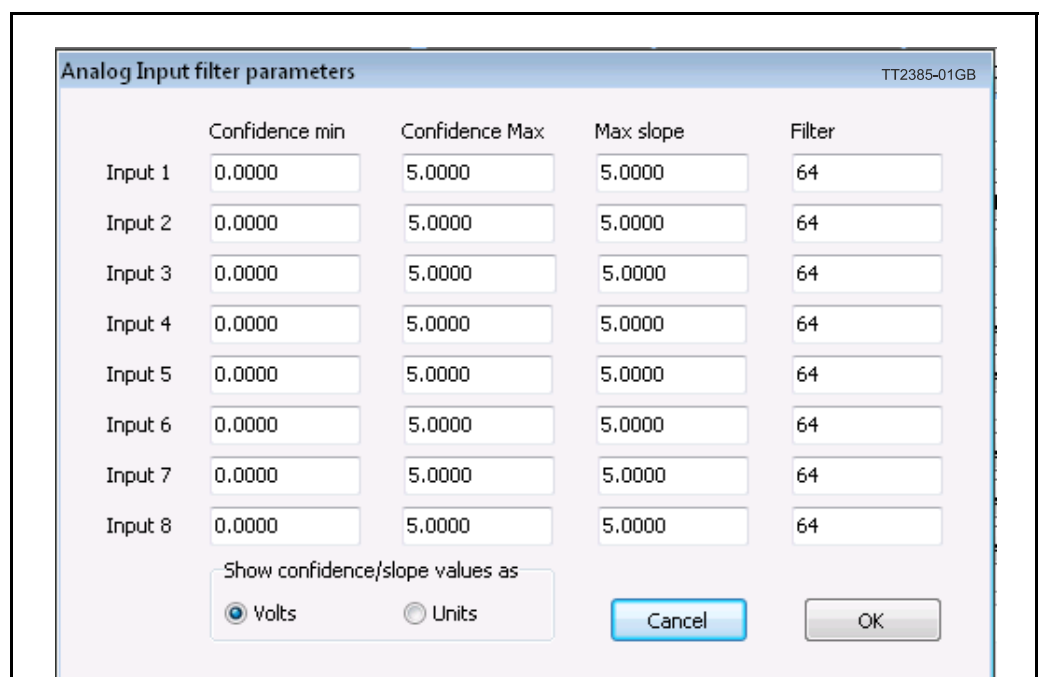 Analog Input filter parameters TT2385-01GB
Confidence min Confidence Max Max slope Filter
Input 1 0.0000 5.0000 5.0000 64
Input 2 0.0000 5.0000 5.0000 64
Input 3 0.0000 5.0000 5.0000 64
Input 4 0.0000 5.0000 5.0000 64
Input 5 0.0000 5.0000 5.0000 64
Input 6 0.0000 5.0000 5.0000 64
Input 7 0.0000 5.0000 5.0000 64
Input 8 0.0000 5.0000 5.0000 64
Show confidence/slope values as
Volts Units Cancel OK